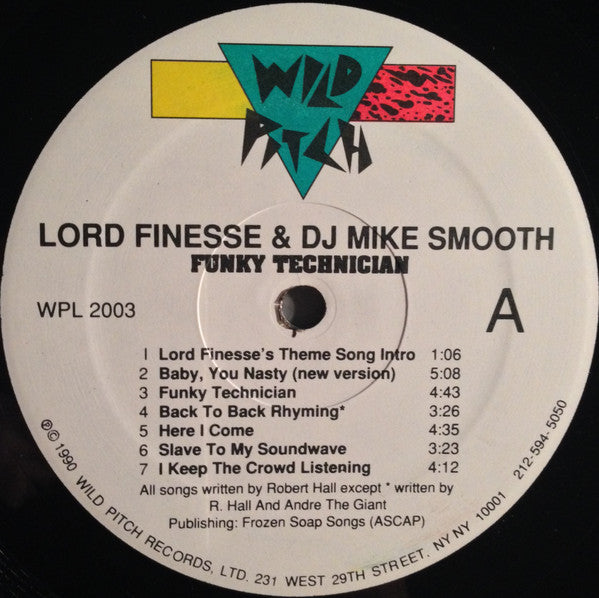 WILD
PITCH
LORD FINESSE & DJ MIKE SMOOTH
FUNKY TECHNICIAN
WPL 2003
A
1 Lord Finesse's Theme Song Intro 1:06
2 Baby, You Nasty (new version) 5:08
3 Funky Technician 4:43
4 Back To Back Rhyming* 3:26
5 Here I Come 4:35
6 Slave To My Soundwave 3:23
7 I Keep The Crowd Listening 4:12
All songs written by Robert Hall except * written by
R. Hall And Andre The Giant
Publishing: Frozen Soap Songs (ASCAP)
℗© 1990 WILD PITCH RECORDS, LTD. 231 WEST 29TH STREET. NY NY 10001 212-594-5050